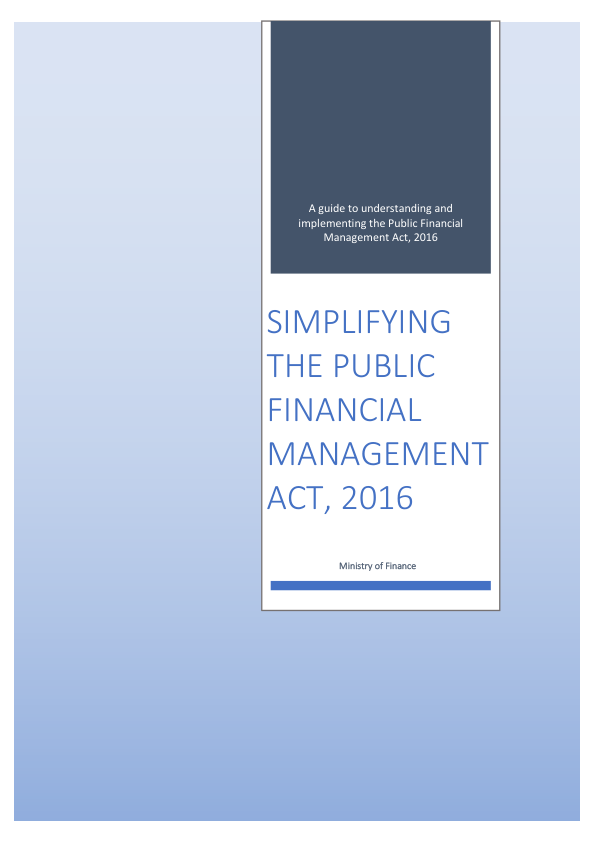 A guide to understanding and
implementing the Public Financial
Management Act, 2016
SIMPLIFYING
THE PUBLIC
FINANCIAL
MANAGEMENT
ACT, 2016
Ministry of Finance